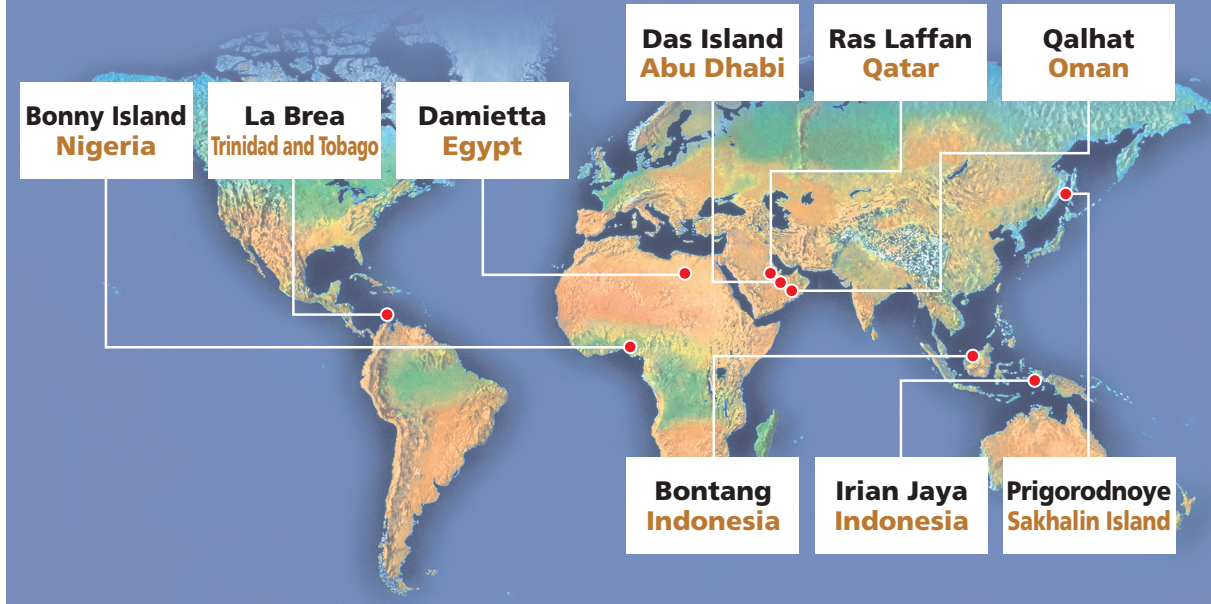 Das Island
Abu Dhabi
Ras Laffan
Qatar
Qalhat
Oman
Bonny Island
Nigeria
La Brea
Trinidad and Tobago
Damietta
Egypt
Bontang
Indonesia
Irian Jaya
Indonesia
Prigorodnoye
Sakhalin Island